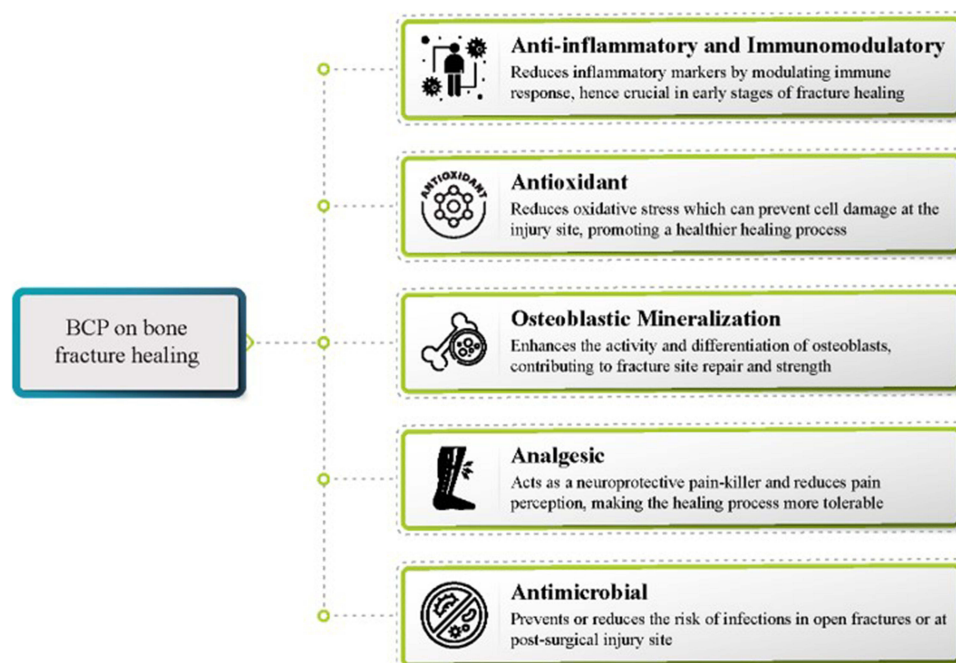 BCP on bone
fracture healing
Anti-inflammatory and Immunomodulatory
Reduces inflammatory markers by modulating immune
response, hence crucial in early stages of fracture healing
ANTIOXIDANT
Antioxidant
Reduces oxidative stress which can prevent cell damage at the
injury site, promoting a healthier healing process
Osteoblastic Mineralization
Enhances the activity and differentiation of osteoblasts,
contributing to fracture site repair and strength
Analgesic
Acts as a neuroprotective pain-killer and reduces pain
perception, making the healing process more tolerable
Antimicrobial
Prevents or reduces the risk of infections in open fractures or at
post-surgical injury site